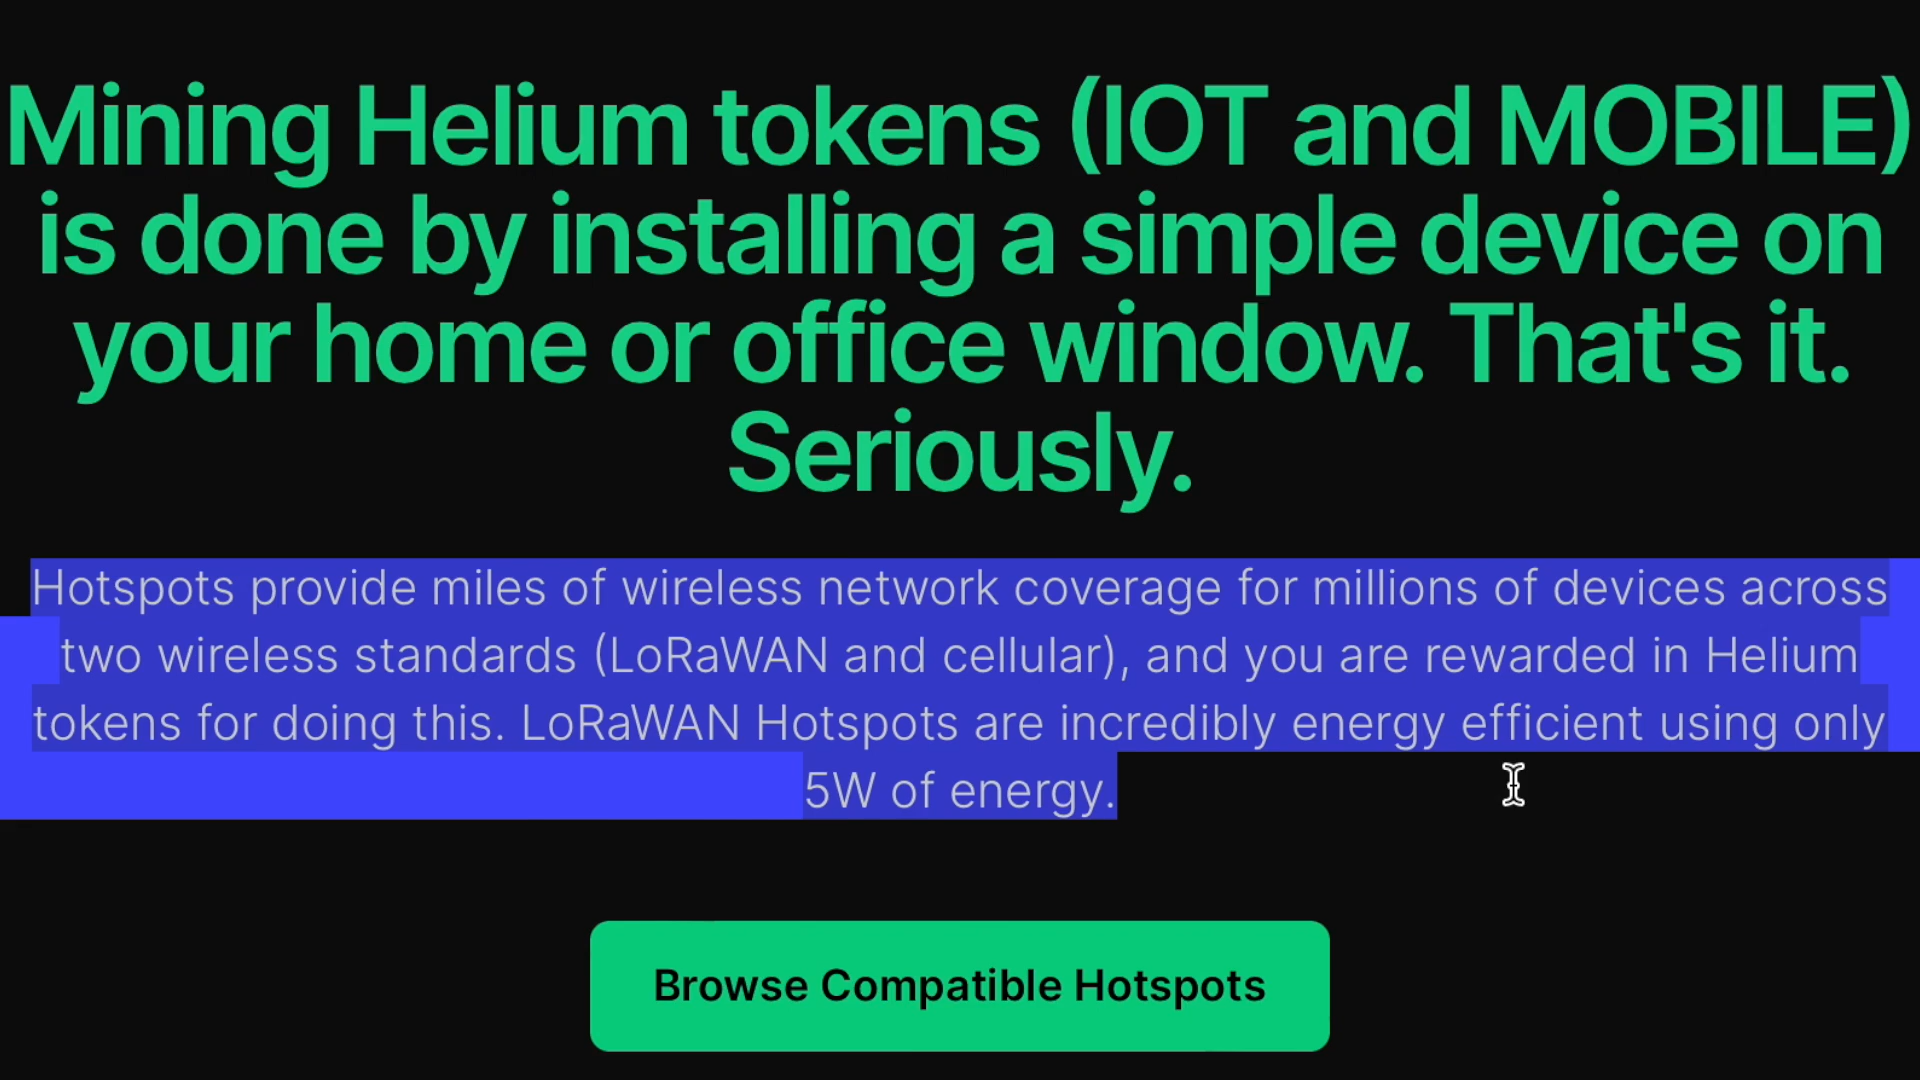 Mining Helium tokens (IOT and MOBILE)
is done by installing a simple device on
your home or office window. That's it.
Seriously.
Hotspots provide miles of wireless network coverage for millions of devices across
two wireless standards (LoRaWAN and cellular), and you are rewarded in Helium
tokens for doing this. LoRaWAN Hotspots are incredibly energy efficient using only
5W of energy.
Browse Compatible Hotspots